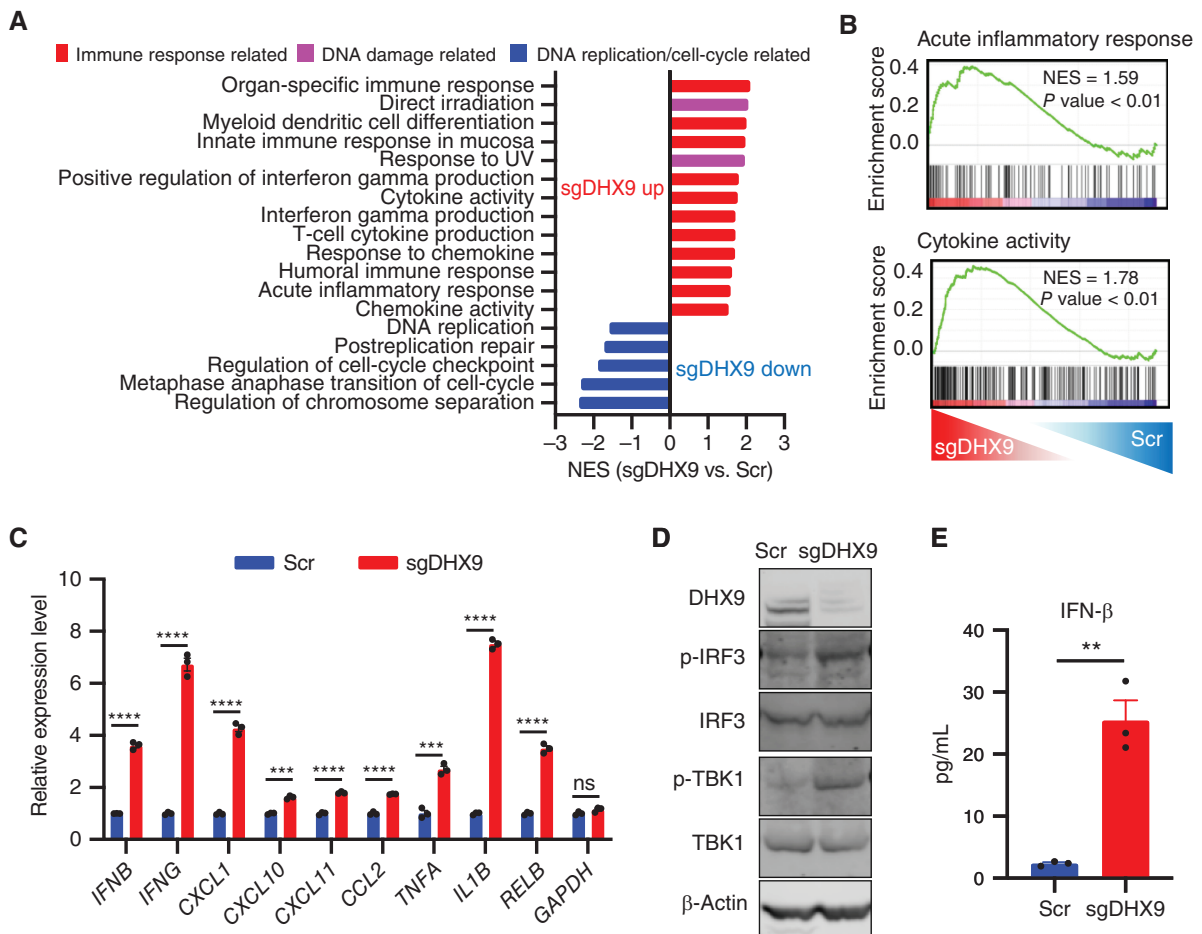 A
Immune response related
DNA damage related
DNA replication/cell-cycle related
Organ-specific immune response
Direct irradiation
Myeloid dendritic cell differentiation
Innate immune response in mucosa
Response to UV
Positive regulation of interferon gamma production
Cytokine activity
Interferon gamma production
T-cell cytokine production
Response to chemokine
Humoral immune response
Acute inflammatory response
Chemokine activity
DNA replication
Postreplication repair
Regulation of cell-cycle checkpoint
Metaphase anaphase transition of cell-cycle
Regulation of chromosome separation
sgDHX9 up
sgDHX9 down
−3 −2 −1 0 1 2 3
NES (sgDHX9 vs. Scr)
B
Acute inflammatory response
Enrichment score
0.4
0.2
0.0
NES = 1.59
P value < 0.01
Cytokine activity
Enrichment score
0.4
0.2
0.0
NES = 1.78
P value < 0.01
sgDHX9
Scr
C
Scr
sgDHX9
Relative expression level
10
8
6
4
2
0
**** **** **** *** **** **** *** **** **** ns
IFNB IFNG CXCL1 CXCL10 CXCL11 CCL2 TNFA IL1B RELB GAPDH
D
Scr sgDHX9
DHX9
p-IRF3
IRF3
p-TBK1
TBK1
β-Actin
E
IFN-β
**
pg/mL
40
30
20
10
0
Scr sgDHX9